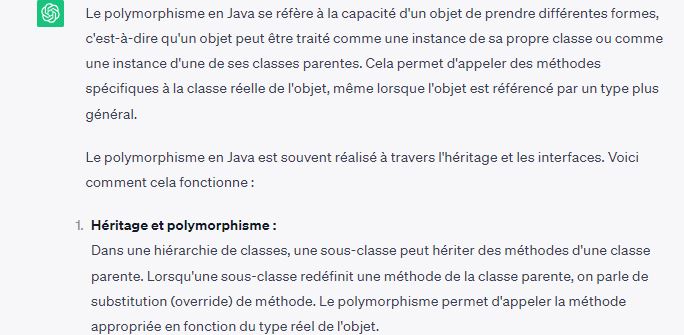 Le polymorphisme en Java se réfère à la capacité d'un objet de prendre différentes formes,
c'est-à-dire qu'un objet peut être traité comme une instance de sa propre classe ou comme
une instance d'une de ses classes parentes. Cela permet d'appeler des méthodes
spécifiques à la classe réelle de l'objet, même lorsque l'objet est référencé par un type plus
général.
Le polymorphisme en Java est souvent réalisé à travers l'héritage et les interfaces. Voici
comment cela fonctionne :
1. Héritage et polymorphisme :
Dans une hiérarchie de classes, une sous-classe peut hériter des méthodes d'une classe
parente. Lorsqu'une sous-classe redéfinit une méthode de la classe parente, on parle de
substitution (override) de méthode. Le polymorphisme permet d'appeler la méthode
appropriée en fonction du type réel de l'objet.